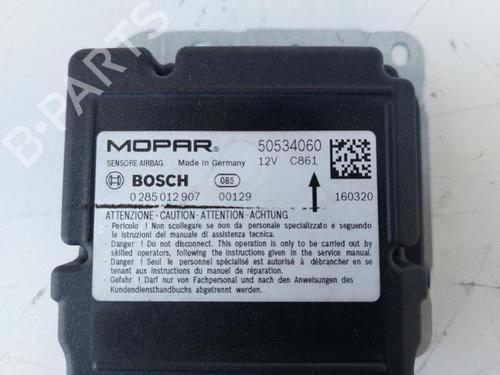 MOPAR® 50534060
SENSORE AIRBAG Made in Germany 12V C861
BOSCH 085
0 285 012 907 00129 160320
ATTENZIONE-CAUTION-ATTENTION-ACHTUNG
- Pericolo ! Non scollegare se non da personale specializzato seguendo
le istruzioni del manuale di assistenza tecnica.
- Danger ! Do not disconnect. This operation is only to be carried out by
skilled operators, following the instructions given in the service manual.
- Danger ! Seul le personnel spécialisé est autorisé à débrancher en se
tenant aux instructions du manuel de réparation.
- Gefahr ! Darf nur von Fachpersonal und nach den Anweisungen des
Kundendiensthandbuchs abgetrennt werden.
B-PARTS